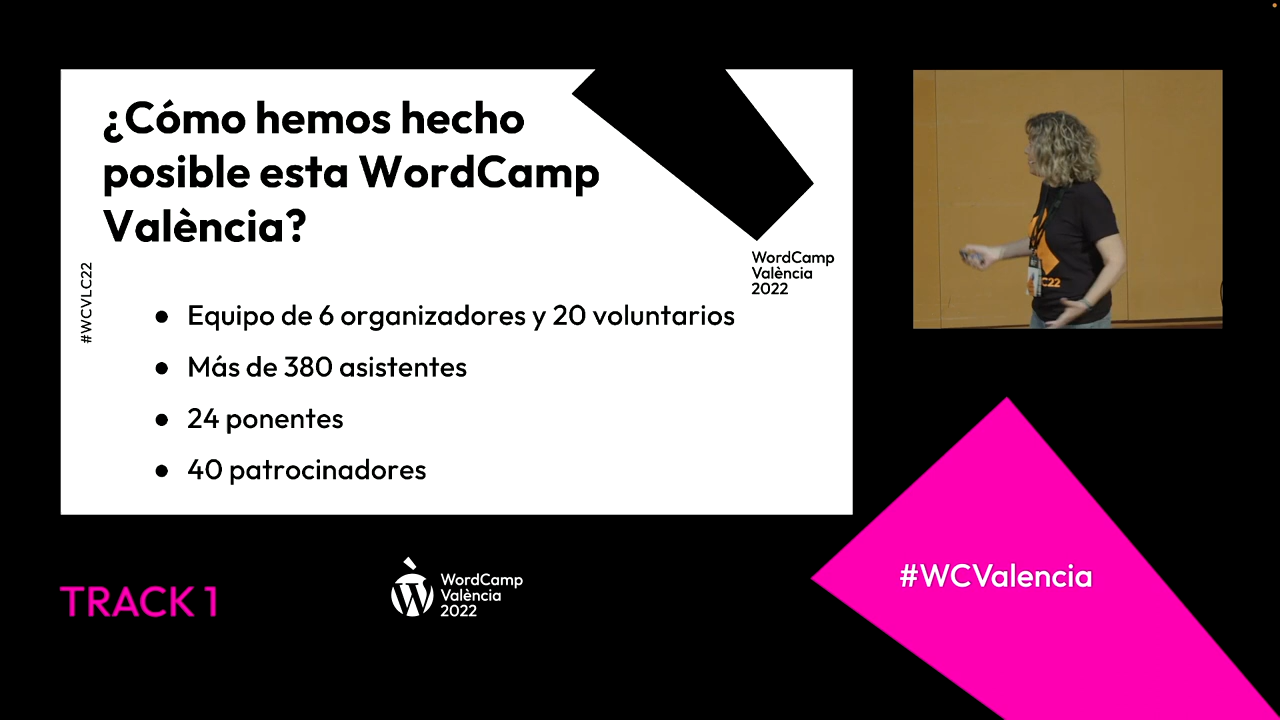 ¿Cómo hemos hecho
posible esta WordCamp
València?
#WCVLC22
WordCamp
València
2022
● Equipo de 6 organizadores y 20 voluntarios
● Más de 380 asistentes
● 24 ponentes
● 40 patrocinadores
C22
TRACK 1
WordCamp
València
2022
#WCValencia